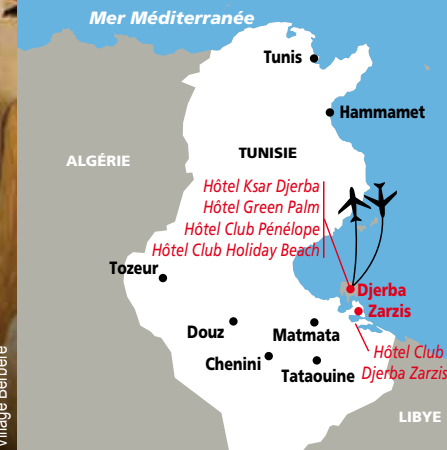 Mer Méditerranée
Tunis
Hammamet
ALGÉRIE
TUNISIE
Hôtel Ksar Djerba
Hôtel Green Palm
Hôtel Club Pénélope
Hôtel Club Holiday Beach
Tozeur
Djerba
Zarzis
Douz
Matmata
Chenini
Tataouine
Hôtel Club
Djerba Zarzis
LIBYE
Village Berbère